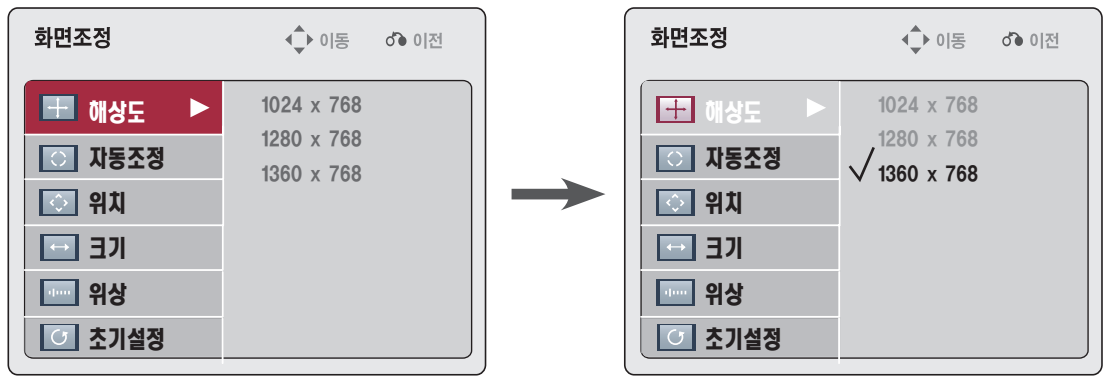 화면조정
이동 이전
해상도
자동조정
위치
크기
위상
초기설정
1024 x 768
1280 x 768
1360 x 768
화면조정
이동 이전
해상도
자동조정
위치
크기
위상
초기설정
1024 x 768
1280 x 768
1360 x 768